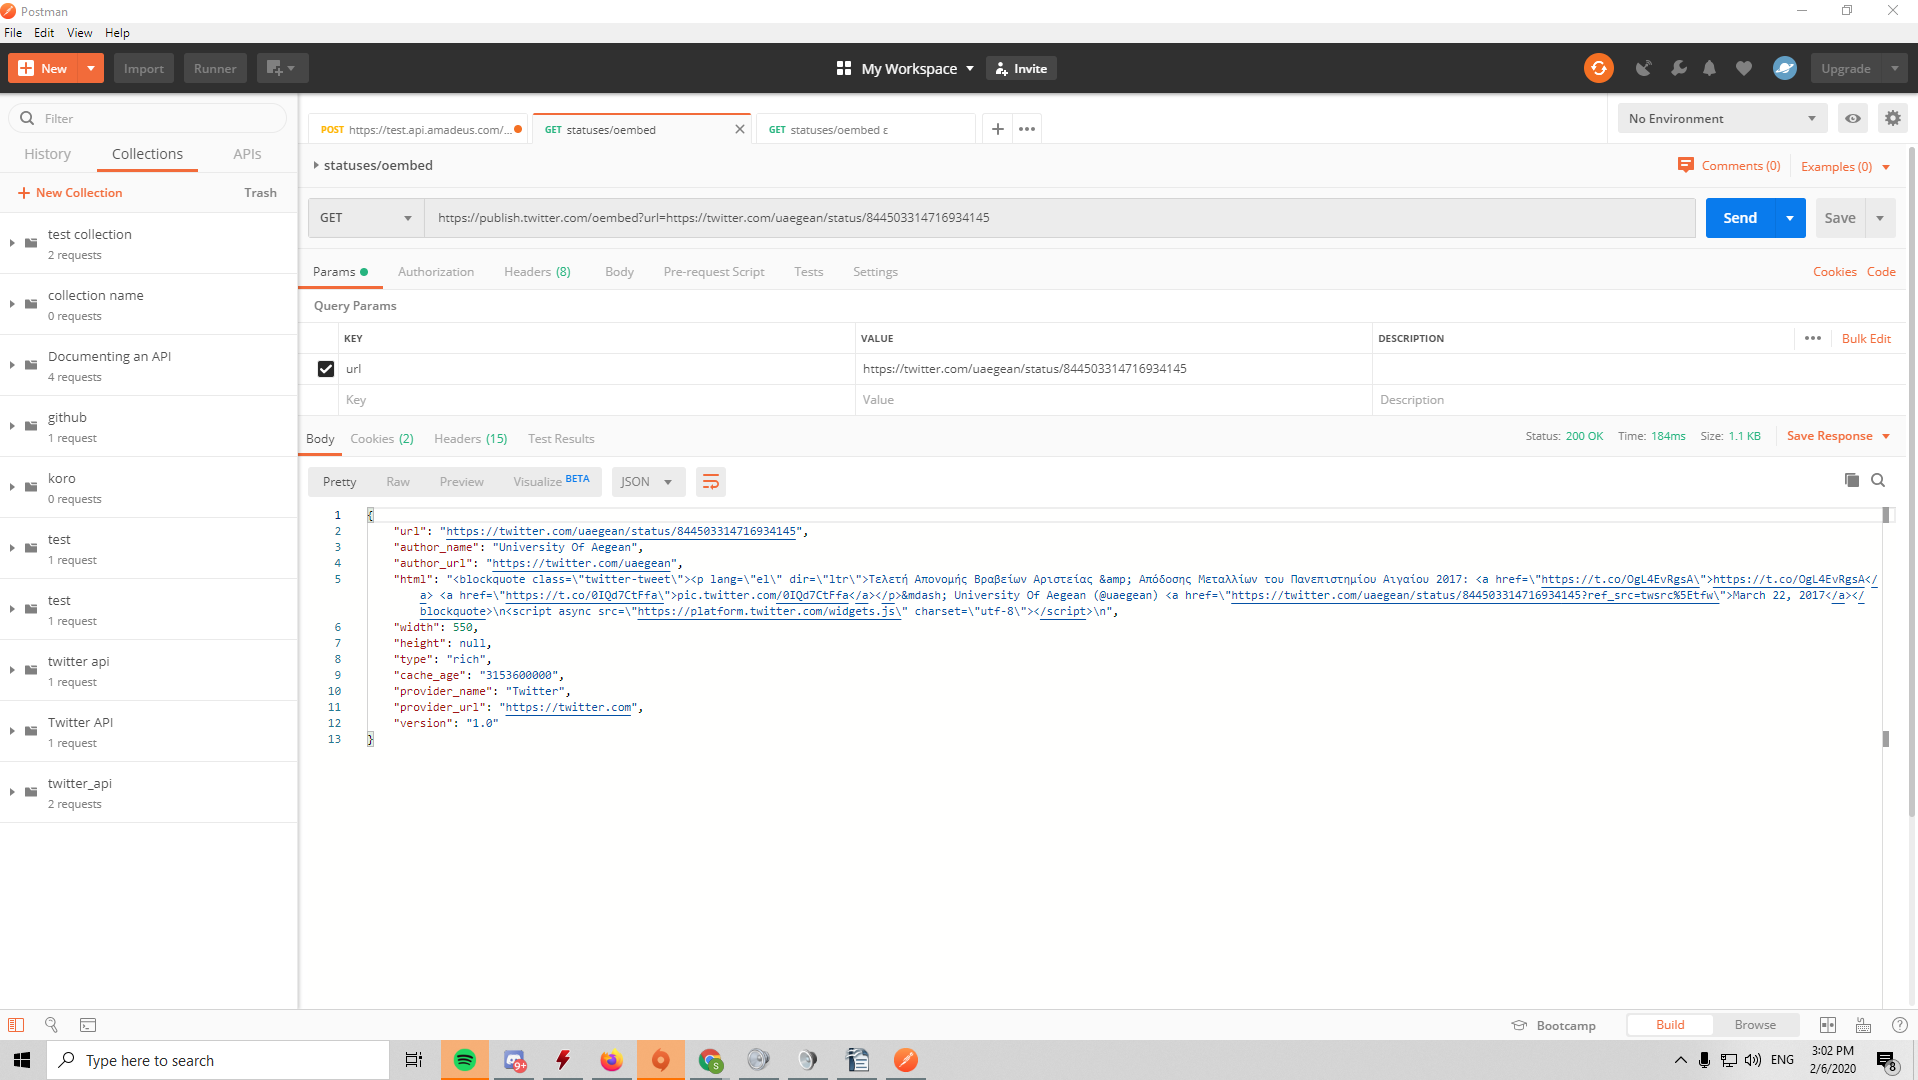 Postman
File Edit View Help
New Import Runner My Workspace Invite Upgrade
Filter
History Collections APIs
New Collection Trash
test collection
2 requests
collection name
0 requests
Documenting an API
4 requests
github
1 request
koro
0 requests
test
1 request
test
1 request
twitter api
1 request
Twitter API
1 request
twitter_api
2 requests
POST https://test.api.amadeus.com/... GET statuses/oembed GET statuses/oembed ε
No Environment
statuses/oembed
Comments (0) Examples (0)
GET https://publish.twitter.com/oembed?url=https://twitter.com/uaegean/status/844503314716934145 Send Save
Params Authorization Headers (8) Body Pre-request Script Tests Settings Cookies Code
Query Params
KEY VALUE DESCRIPTION Bulk Edit
url https://twitter.com/uaegean/status/844503314716934145
Key Value Description
Body Cookies (2) Headers (15) Test Results Status: 200 OK Time: 184ms Size: 1.1 KB Save Response
Pretty Raw Preview Visualize BETA JSON
1 {
2 "url": "https://twitter.com/uaegean/status/844503314716934145",
3 "author_name": "University Of Aegean",
4 "author_url": "https://twitter.com/uaegean",
5 "html": "<blockquote class=\"twitter-tweet\"><p lang=\"el\" dir=\"ltr\">Τελετή Απονομής Βραβείων Αριστείας &amp; Απόδοσης Μεταλλίων του Πανεπιστημίου Αιγαίου 2017: <a href=\"https://t.co/OgL4EvRgsA\">https://t.co/OgL4EvRgsA</
a> <a href=\"https://t.co/0IQd7CtFfa\">pic.twitter.com/0IQd7CtFfa</a></p>&mdash; University Of Aegean (@uaegean) <a href=\"https://twitter.com/uaegean/status/844503314716934145?ref_src=twsrc%5Etfw\">March 22, 2017</a></
blockquote>\n<script async src=\"https://platform.twitter.com/widgets.js\" charset=\"utf-8\"></script>\n",
6 "width": 550,
7 "height": null,
8 "type": "rich",
9 "cache_age": "3153600000",
10 "provider_name": "Twitter",
11 "provider_url": "https://twitter.com",
12 "version": "1.0"
13 }
Bootcamp Build Browse
Type here to search
9+
S
ENG
3:02 PM
2/6/2020
8